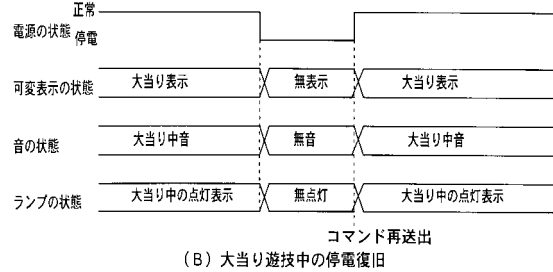 正常
電源の状態
停電
可変表示の状態 大当り表示 無表示 大当り表示
音の状態 大当り中音 無音 大当り中音
ランプの状態 大当り中の点灯表示 無点灯 大当り中の点灯表示
コマンド再送出
(B) 大当り遊技中の停電復旧